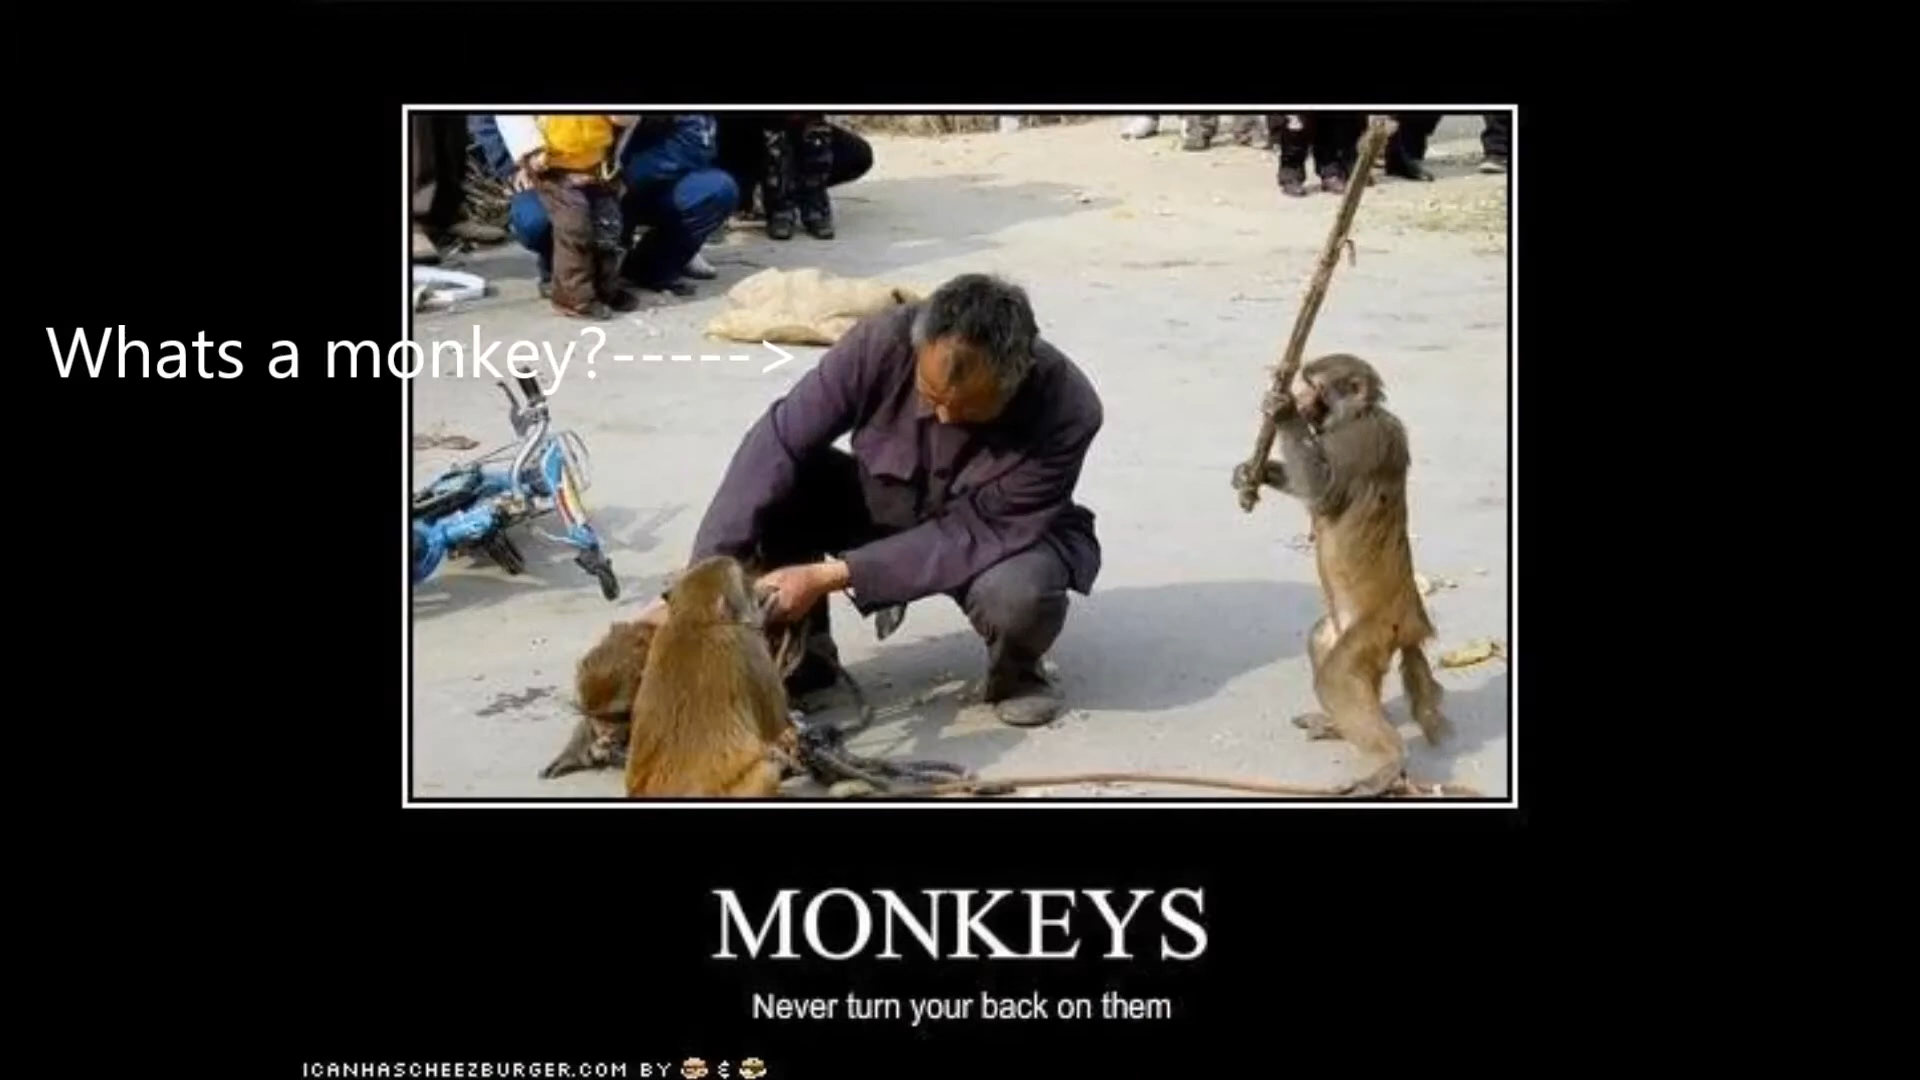 Whats a monkey?----->
MONKEYS
Never turn your back on them
ICANHASCHEEZBURGER.COM BY &